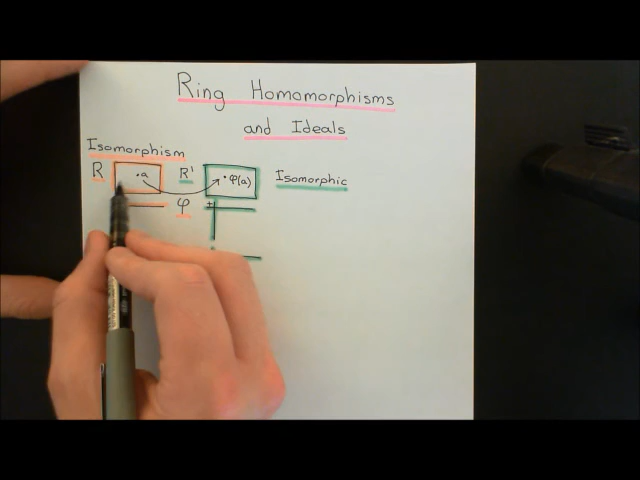 Ring Homomorphisms
and Ideals
Isomorphism
R
·a
R'
·φ(a)
Isomorphic
φ
+
·